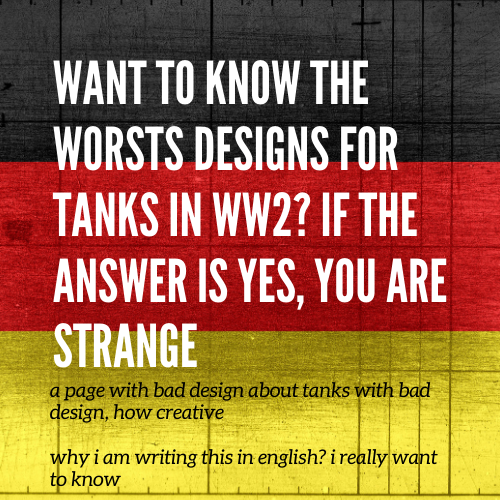 WANT TO KNOW THE
WORSTS DESIGNS FOR
TANKS IN WW2? IF THE
ANSWER IS YES, YOU ARE
STRANGE
a page with bad design about tanks with bad
design, how creative
why i am writing this in english? i really want
to know